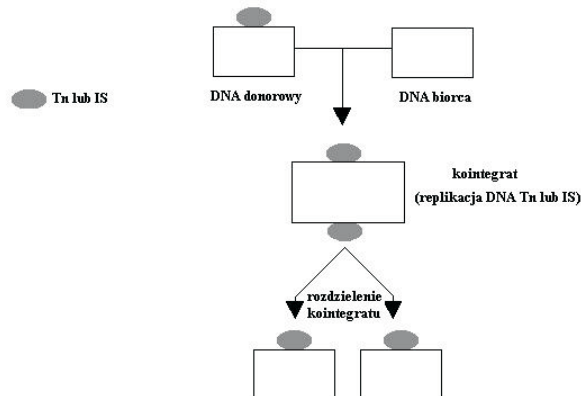 Tn lub IS
DNA donorowy
DNA biorca
kointegrat
(replikacja DNA Tn lub IS)
rozdzielenie
kointegratu